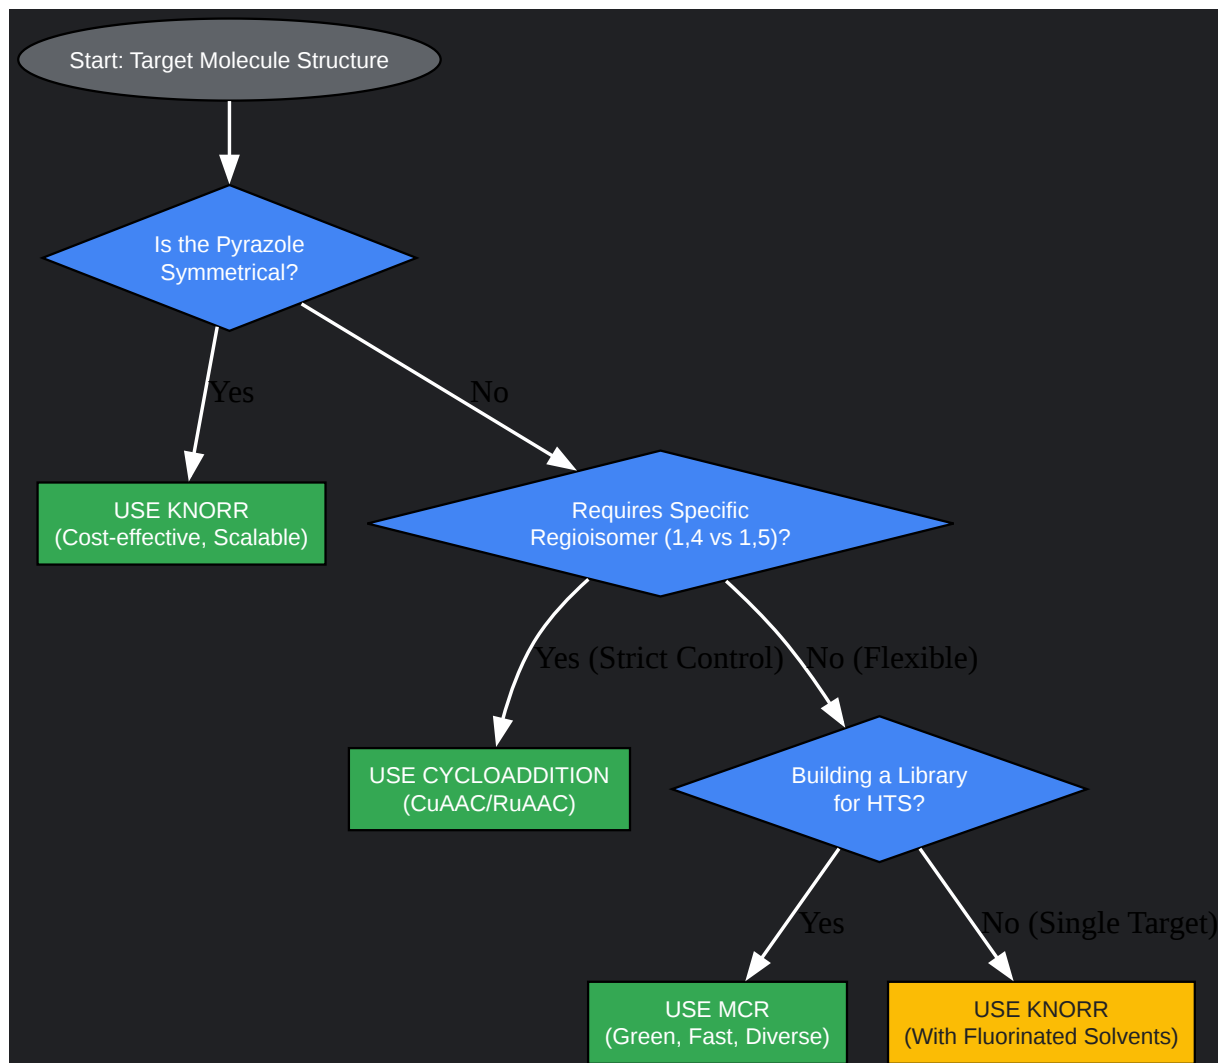 Start: Target Molecule Structure
Is the Pyrazole
Symmetrical?
Yes
No
USE KNORR
(Cost-effective, Scalable)
Requires Specific
Regioisomer (1,4 vs 1,5)?
Yes (Strict Control)
No (Flexible)
USE CYCLOADDITION
(CuAAC/RuAAC)
Building a Library
for HTS?
Yes
No (Single Target)
USE MCR
(Green, Fast, Diverse)
USE KNORR
(With Fluorinated Solvents)